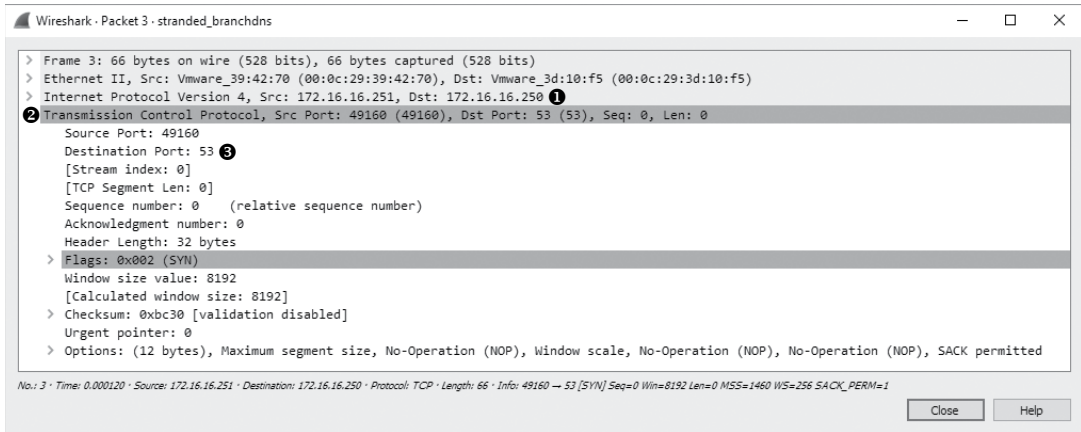 Wireshark · Packet 3 · stranded_branchdns
> Frame 3: 66 bytes on wire (528 bits), 66 bytes captured (528 bits)
> Ethernet II, Src: Vmware_39:42:70 (00:0c:29:39:42:70), Dst: Vmware_3d:10:f5 (00:0c:29:3d:10:f5)
> Internet Protocol Version 4, Src: 172.16.16.251, Dst: 172.16.16.250 ❶
❷ Transmission Control Protocol, Src Port: 49160 (49160), Dst Port: 53 (53), Seq: 0, Len: 0
Source Port: 49160
Destination Port: 53 ❸
[Stream index: 0]
[TCP Segment Len: 0]
Sequence number: 0 (relative sequence number)
Acknowledgment number: 0
Header Length: 32 bytes
> Flags: 0x002 (SYN)
Window size value: 8192
[Calculated window size: 8192]
> Checksum: 0xbc30 [validation disabled]
Urgent pointer: 0
> Options: (12 bytes), Maximum segment size, No-Operation (NOP), Window scale, No-Operation (NOP), No-Operation (NOP), SACK permitted
No.: 3 · Time: 0.000120 · Source: 172.16.16.251 · Destination: 172.16.16.250 · Protocol: TCP · Length: 66 · Info: 49160 → 53 [SYN] Seq=0 Win=8192 Len=0 MSS=1460 WS=256 SACK_PERM=1
Close Help